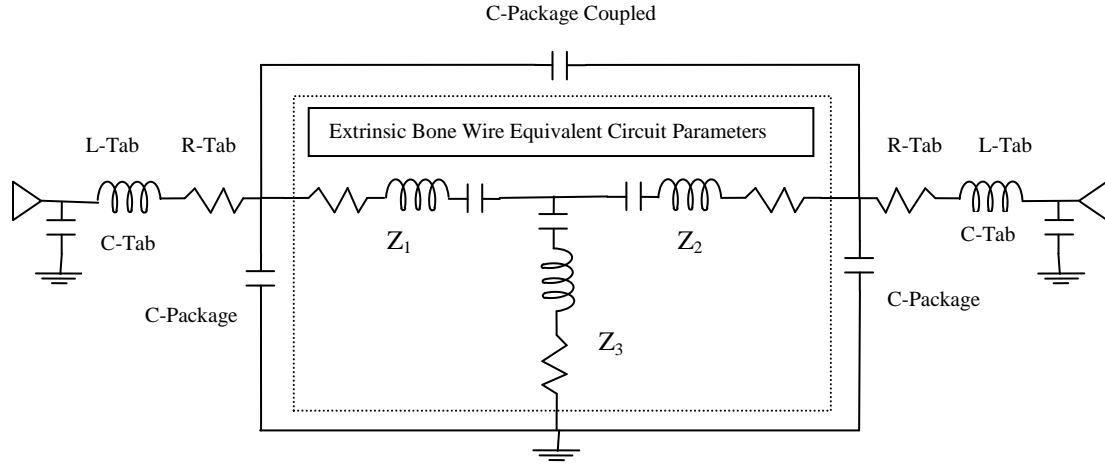 C-Package Coupled
Extrinsic Bone Wire Equivalent Circuit Parameters
L-Tab
R-Tab
R-Tab
L-Tab
C-Tab
Z₁
Z₂
C-Tab
C-Package
C-Package
Z₃